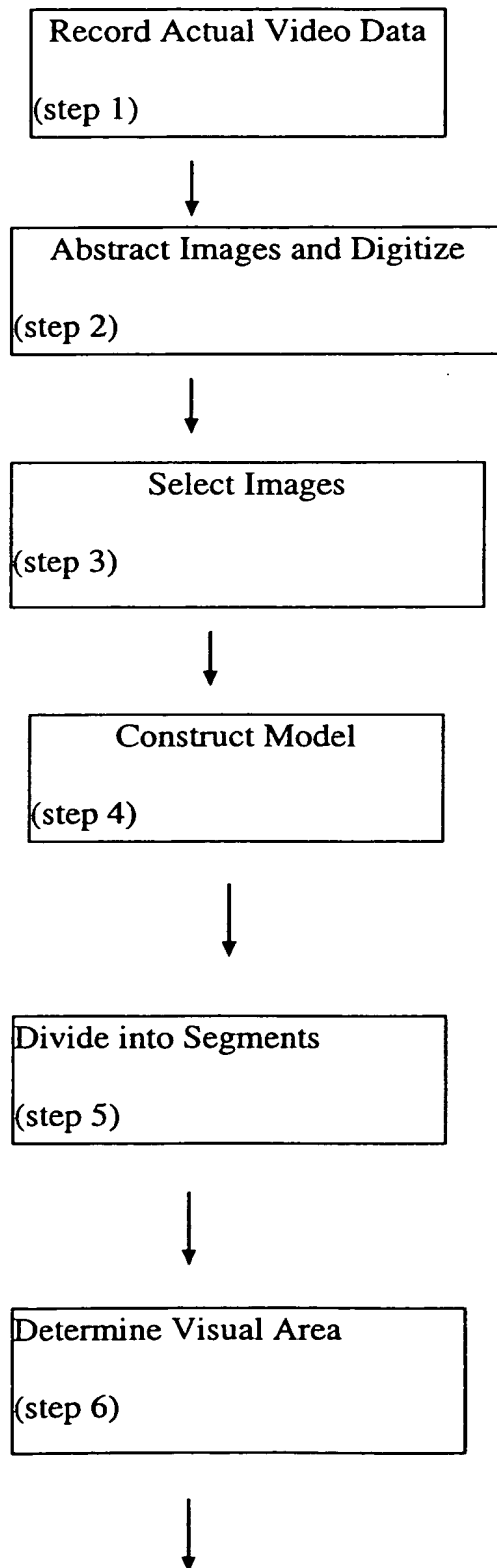 Record Actual Video Data
(step 1)
Abstract Images and Digitize
(step 2)
Select Images
(step 3)
Construct Model
(step 4)
Divide into Segments
(step 5)
Determine Visual Area
(step 6)